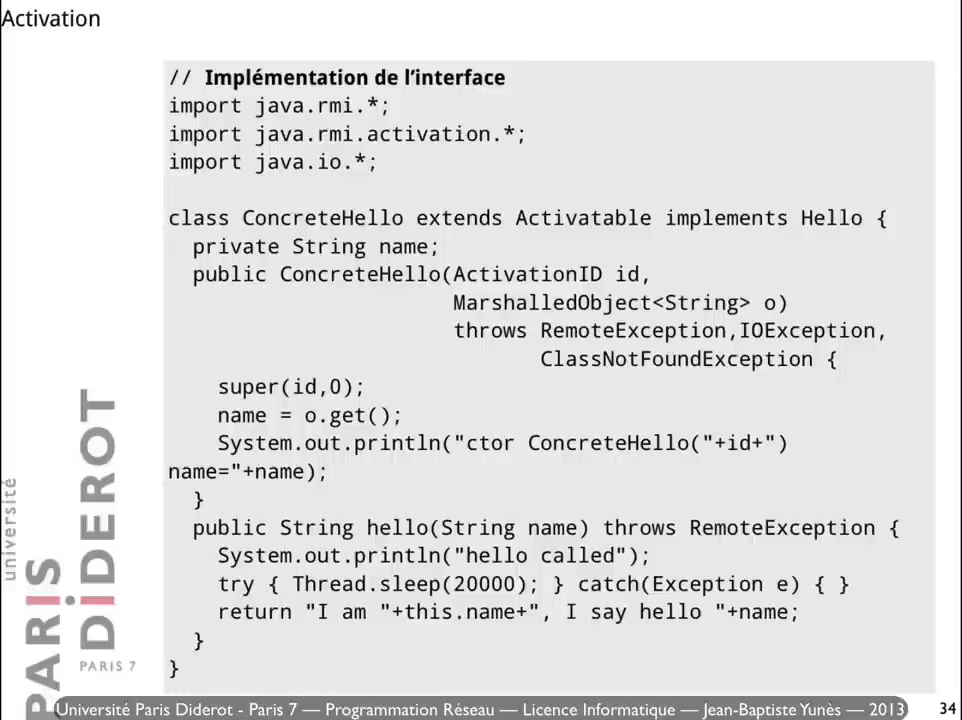 Activation
// Implémentation de l’interface
import java.rmi.*;
import java.rmi.activation.*;
import java.io.*;
class ConcreteHello extends Activatable implements Hello {
private String name;
public ConcreteHello(ActivationID id,
MarshalledObject<String> o)
throws RemoteException,IOException,
ClassNotFoundException {
super(id,0);
name = o.get();
System.out.println("ctor ConcreteHello("+id+")
name="+name);
}
public String hello(String name) throws RemoteException {
System.out.println("hello called");
try { Thread.sleep(20000); } catch(Exception e) { }
return "I am "+this.name+", I say hello "+name;
}
}
université
PARIS
DIDEROT
PARIS 7
Université Paris Diderot - Paris 7 — Programmation Réseau — Licence Informatique — Jean-Baptiste Yunès — 2013
34